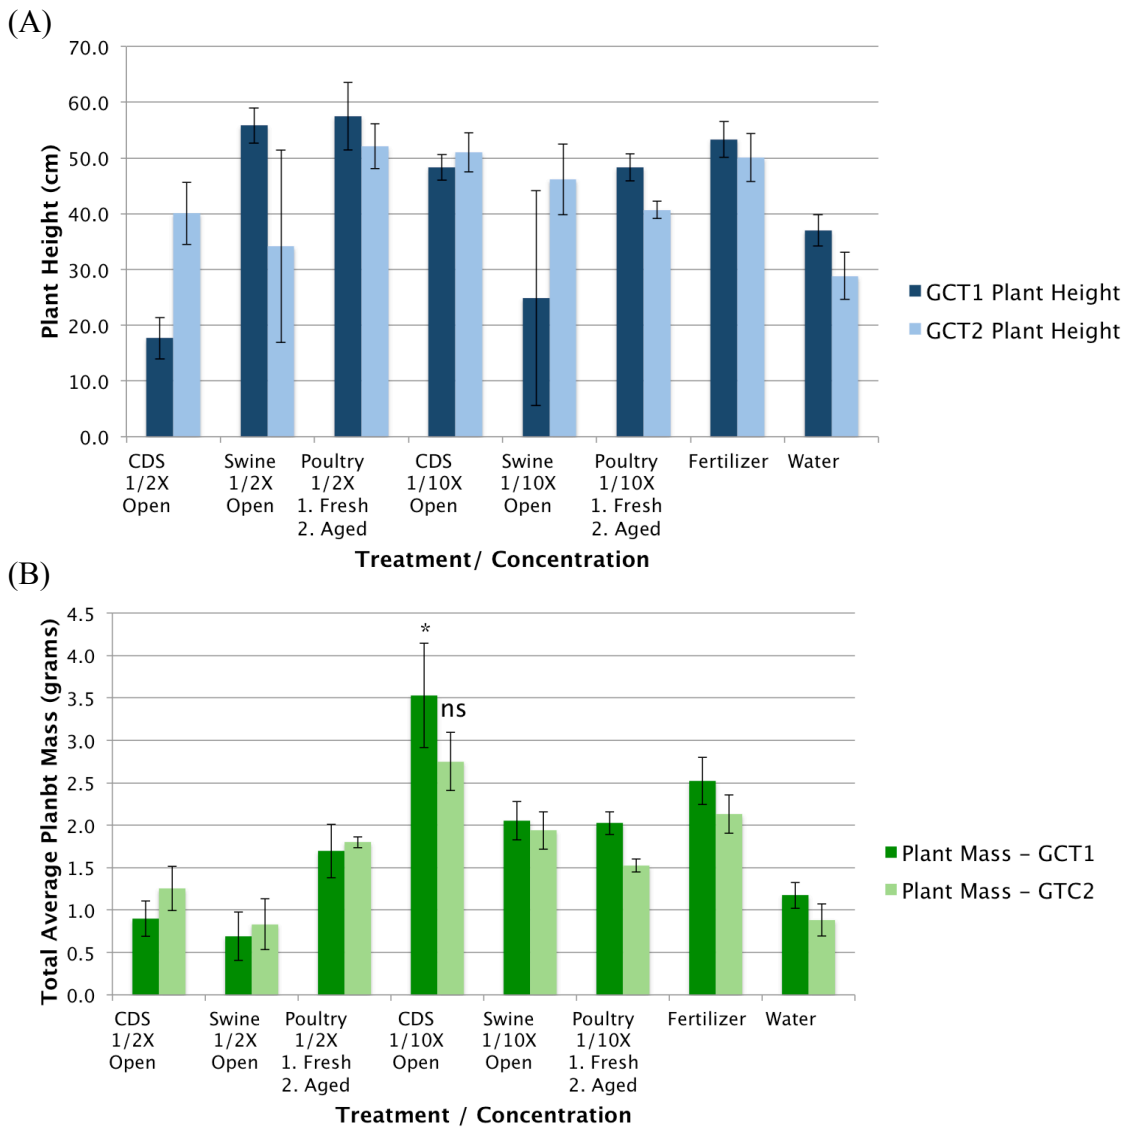 (A)
70.0
60.0
50.0
40.0
30.0
20.0
10.0
0.0
Plant Height (cm)
CDS 1/2X Open
Swine 1/2X Open
Poultry 1/2X 1. Fresh 2. Aged
CDS 1/10X Open
Swine 1/10X Open
Poultry 1/10X 1. Fresh 2. Aged
Fertilizer
Water
Treatment/ Concentration
GCT1 Plant Height
GCT2 Plant Height
(B)
4.5
4.0
3.5
3.0
2.5
2.0
1.5
1.0
0.5
0.0
Total Average Planbt Mass (grams)
*
ns
CDS 1/2X Open
Swine 1/2X Open
Poultry 1/2X 1. Fresh 2. Aged
CDS 1/10X Open
Swine 1/10X Open
Poultry 1/10X 1. Fresh 2. Aged
Fertilizer
Water
Treatment / Concentration
Plant Mass – GCT1
Plant Mass – GTC2